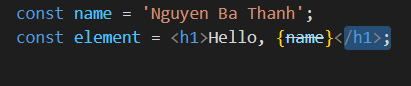 const name = 'Nguyen Ba Thanh';
const element = <h1>Hello, {name}</h1>;